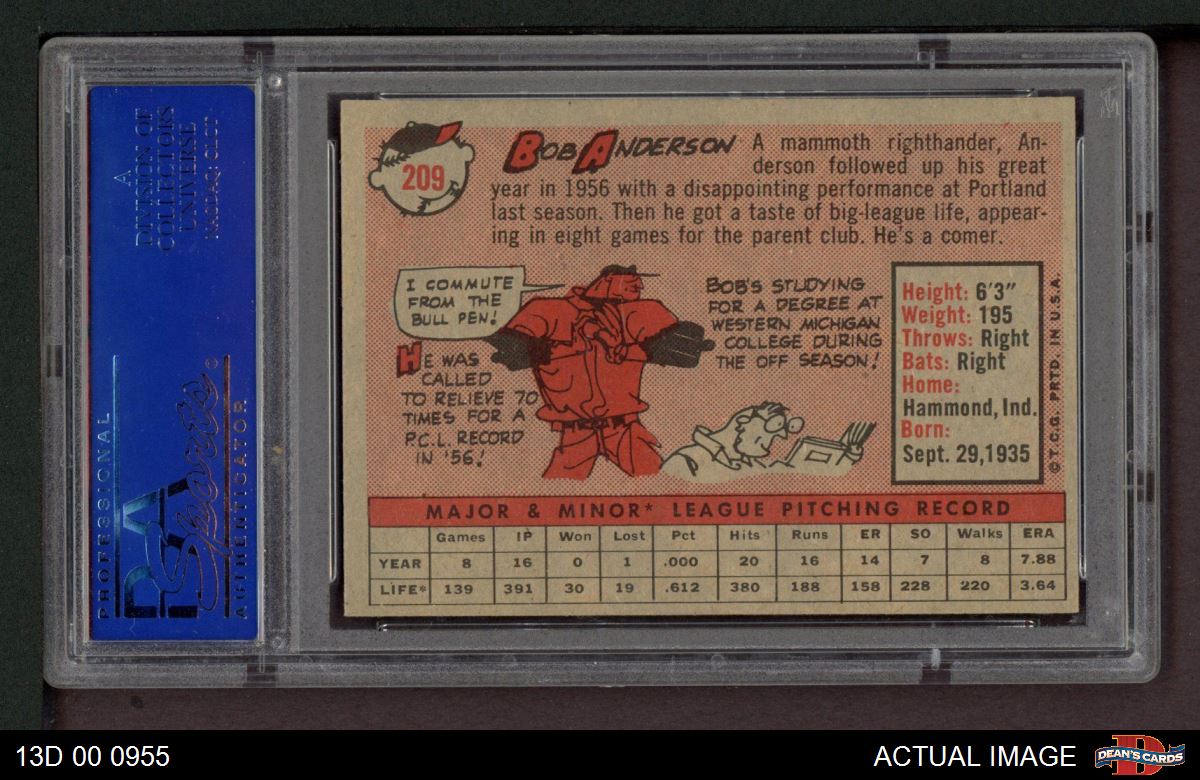 A
DIVISION OF
COLLECTORS
UNIVERSE
NASDAQ: CLCT
PROFESSIONAL
PSA
Sports
AUTHENTICATOR
209
BOB ANDERSON
A mammoth righthander, An-
derson followed up his great
year in 1956 with a disappointing performance at Portland
last season. Then he got a taste of big-league life, appear-
ing in eight games for the parent club. He's a comer.
I COMMUTE
FROM THE
BULL PEN!
HE WAS
CALLED
TO RELIEVE 70
TIMES FOR A
P.C.L. RECORD
IN '56!
BOB'S STUDYING
FOR A DEGREE AT
WESTERN MICHIGAN
COLLEGE DURING
THE OFF SEASON!
Height: 6'3"
Weight: 195
Throws: Right
Bats: Right
Home:
Hammond, Ind.
Born:
Sept. 29, 1935
© T.C.G. PRTD. IN U.S.A.
MAJOR & MINOR* LEAGUE PITCHING RECORD
Games IP Won Lost Pct Hits Runs ER SO Walks ERA
YEAR 8 16 0 1 .000 20 16 14 7 8 7.88
LIFE* 139 391 30 19 .612 380 188 158 228 220 3.64
13D 00 0955
ACTUAL IMAGE
D
DEAN'S CARDS